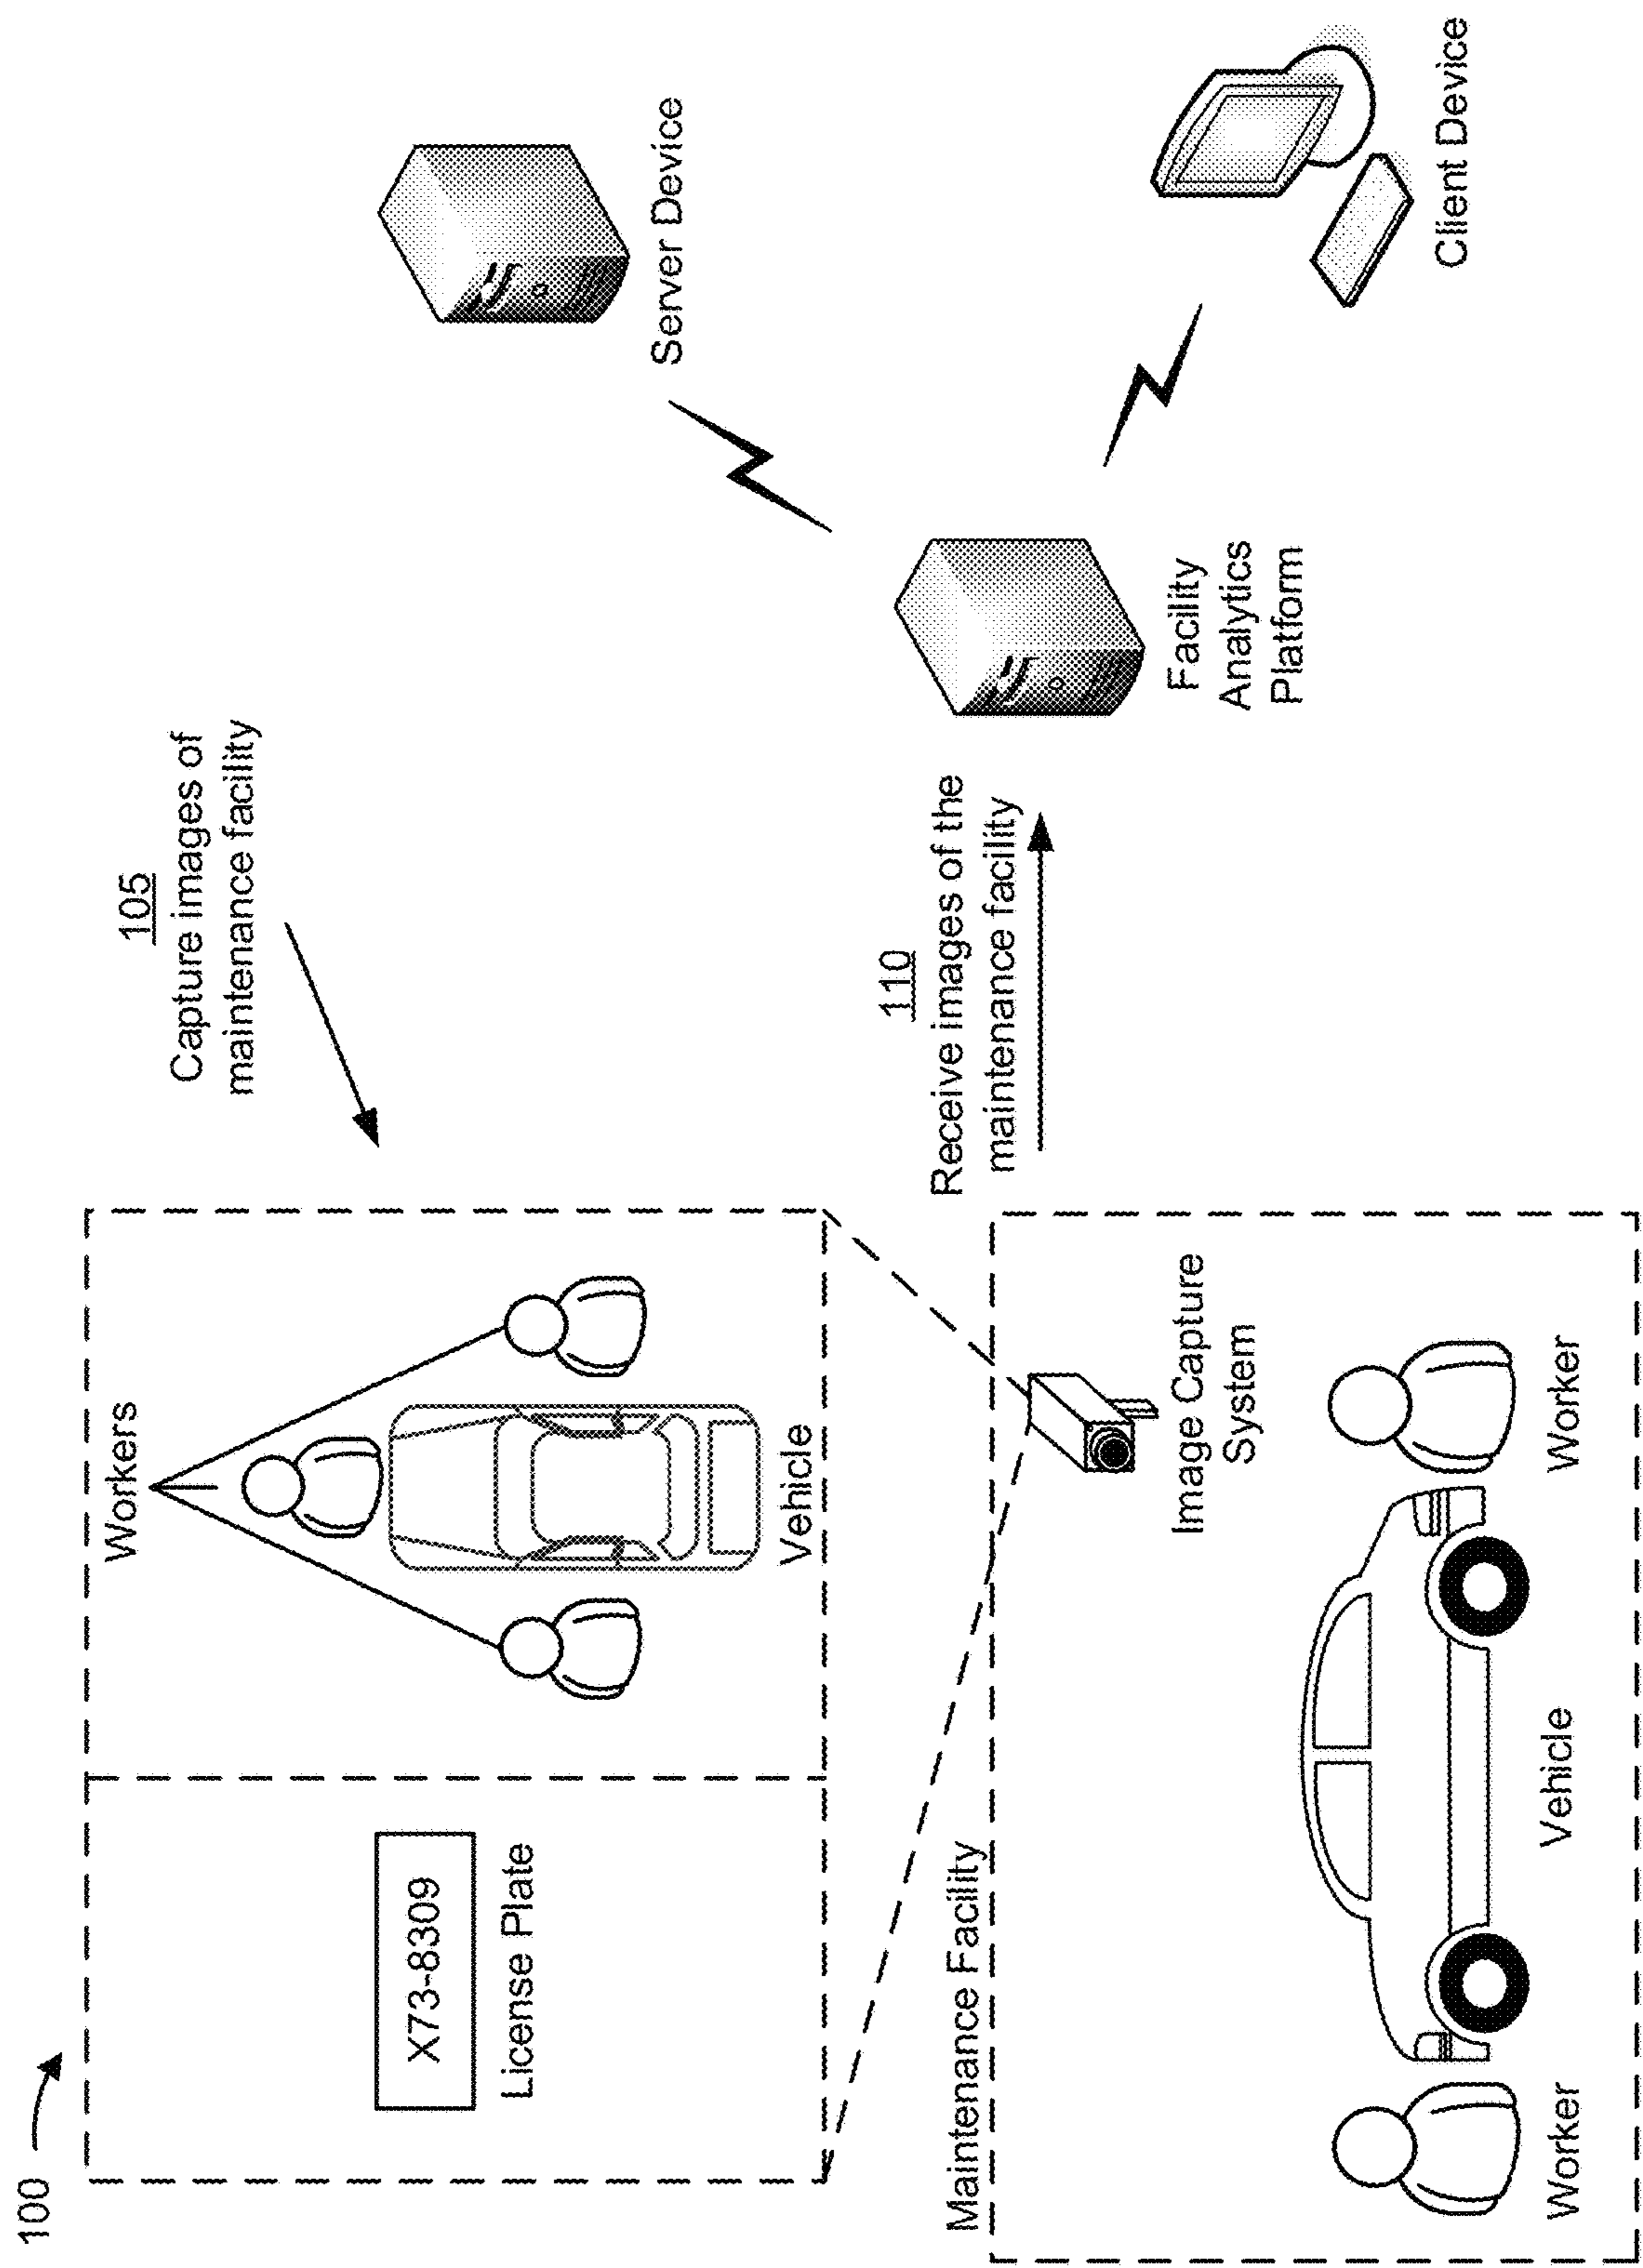 100
X73-8309
License Plate
Workers
Vehicle
105
Capture images of
maintenance facility
Server Device
Maintenance Facility
Image Capture
System
Worker
Vehicle
Worker
110
Receive images of the
maintenance facility
Facility
Analytics
Platform
Client Device